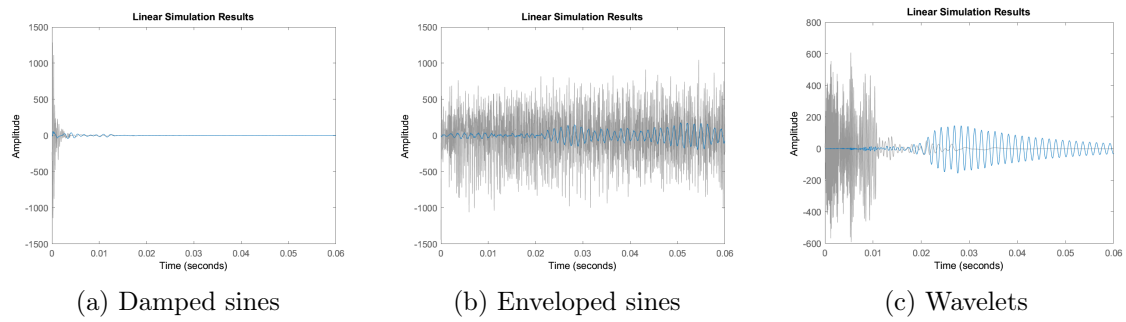 Linear Simulation Results
1500
1000
500
0
-500
-1000
-1500
Amplitude
0 0.01 0.02 0.03 0.04 0.05 0.06
Time (seconds)
(a) Damped sines
Linear Simulation Results
1500
1000
500
0
-500
-1000
-1500
Amplitude
0 0.01 0.02 0.03 0.04 0.05 0.06
Time (seconds)
(b) Enveloped sines
Linear Simulation Results
800
600
400
200
0
-200
-400
-600
Amplitude
0 0.01 0.02 0.03 0.04 0.05 0.06
Time (seconds)
(c) Wavelets